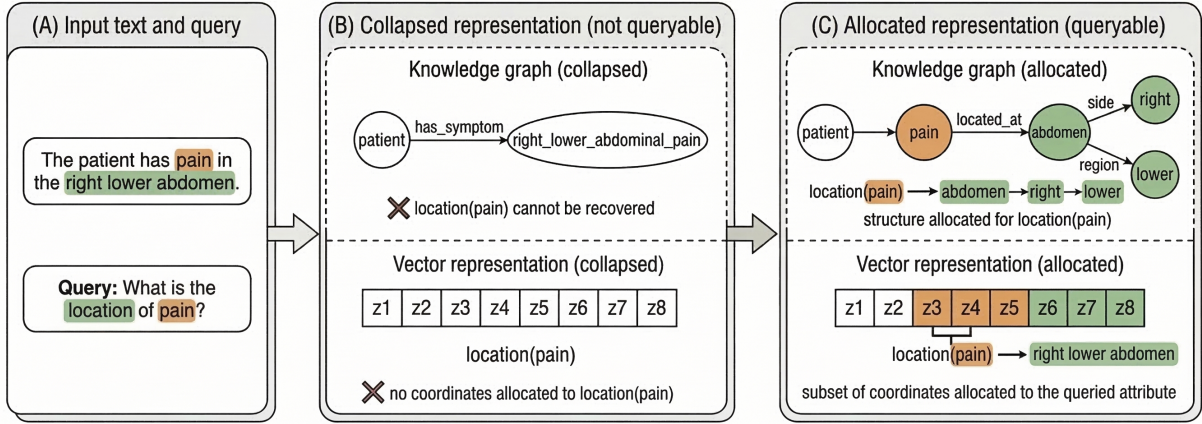 (A) Input text and query
The patient has pain in
the right lower abdomen.
Query: What is the
location of pain?
(B) Collapsed representation (not queryable)
Knowledge graph (collapsed)
patient
has_symptom
right_lower_abdominal_pain
location(pain) cannot be recovered
Vector representation (collapsed)
z1 z2 z3 z4 z5 z6 z7 z8
location(pain)
no coordinates allocated to location(pain)
(C) Allocated representation (queryable)
Knowledge graph (allocated)
patient
pain
located_at
abdomen
side
right
region
lower
location(pain) abdomen right lower
structure allocated for location(pain)
Vector representation (allocated)
z1 z2 z3 z4 z5 z6 z7 z8
location(pain) right lower abdomen
subset of coordinates allocated to the queried attribute